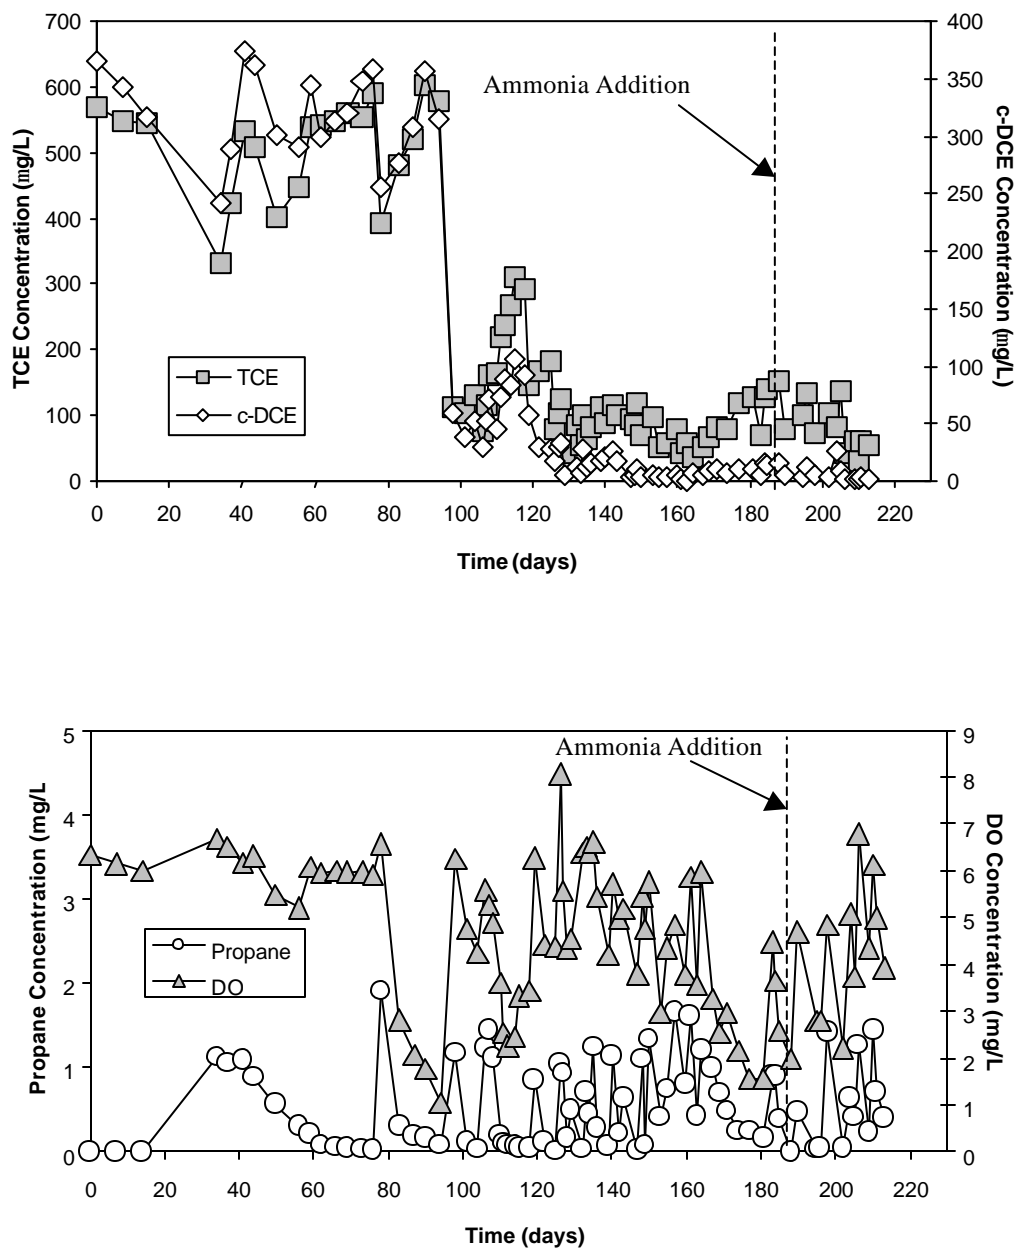 700
600
500
400
300
200
100
0
TCE Concentration (mg/L)
400
350
300
250
200
150
100
50
0
c-DCE Concentration (mg/L)
Ammonia Addition
TCE
c-DCE
0 20 40 60 80 100 120 140 160 180 200 220
Time (days)
5
4
3
2
1
0
Propane Concentration (mg/L
9
8
7
6
5
4
3
2
1
0
DO Concentration (mg/L
Ammonia Addition
Propane
DO
0 20 40 60 80 100 120 140 160 180 200 220
Time (days)